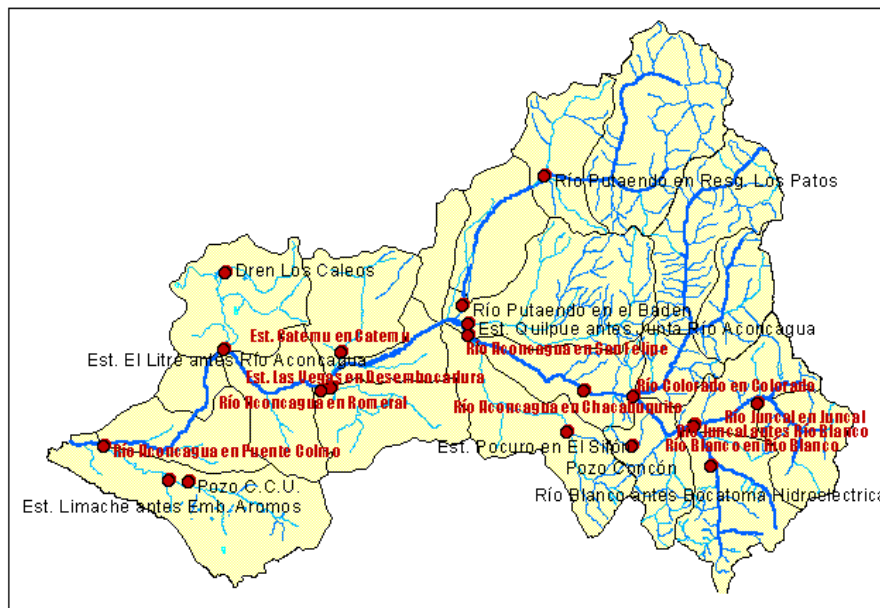 Río Putaendo en Resg. Los Patos
Dren Los Caleos
Río Putaendo en el Baden
Est. Catemu en Catemu
Est. Quilpue antes Junta Río Aconcagua
Est. El Litre antes Río Aconcagua
Río Aconcagua en San Felipe
Est. Las Vegas en Desembocadura
Río Colorado en Colorado
Río Aconcagua en Romeral
Río Aconcagua en Chacabuquito
Río Juncal en Juncal
Río Juncal antes Río Blanco
Río Aconcagua en Puente Colmo
Est. Pocuro en El Sifón
Río Blanco en Río Blanco
Pozo Concón
Pozo C.C.U.
Río Blanco antes Bocatoma Hidroelectrica
Est. Limache antes Emb. Aromos